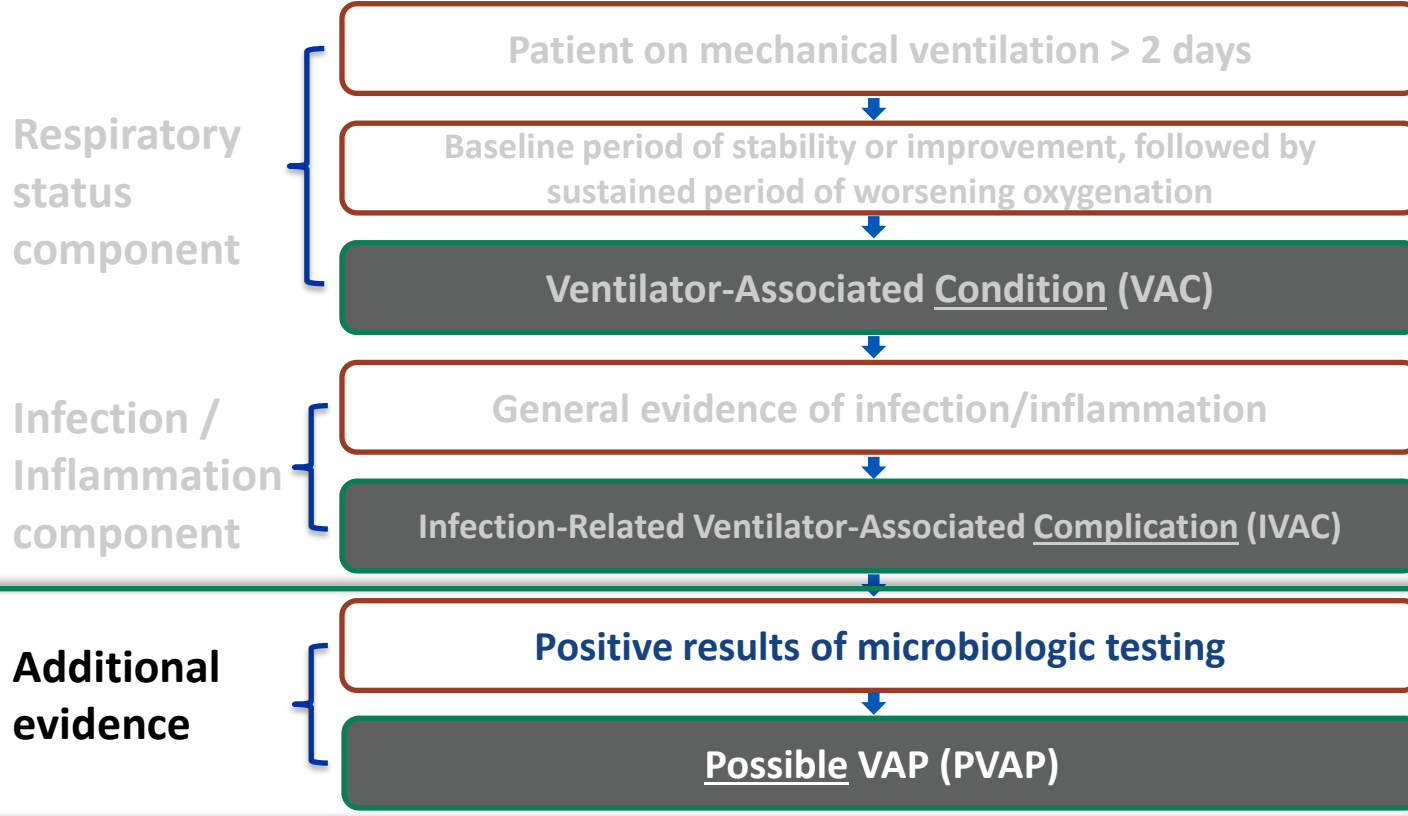 Patient on mechanical ventilation > 2 days
Respiratory
status
component
Baseline period of stability or improvement, followed by
sustained period of worsening oxygenation
Ventilator-Associated Condition (VAC)
Infection /
Inflammation
component
General evidence of infection/inflammation
Infection-Related Ventilator-Associated Complication (IVAC)
Additional
evidence
Positive results of microbiologic testing
Possible VAP (PVAP)